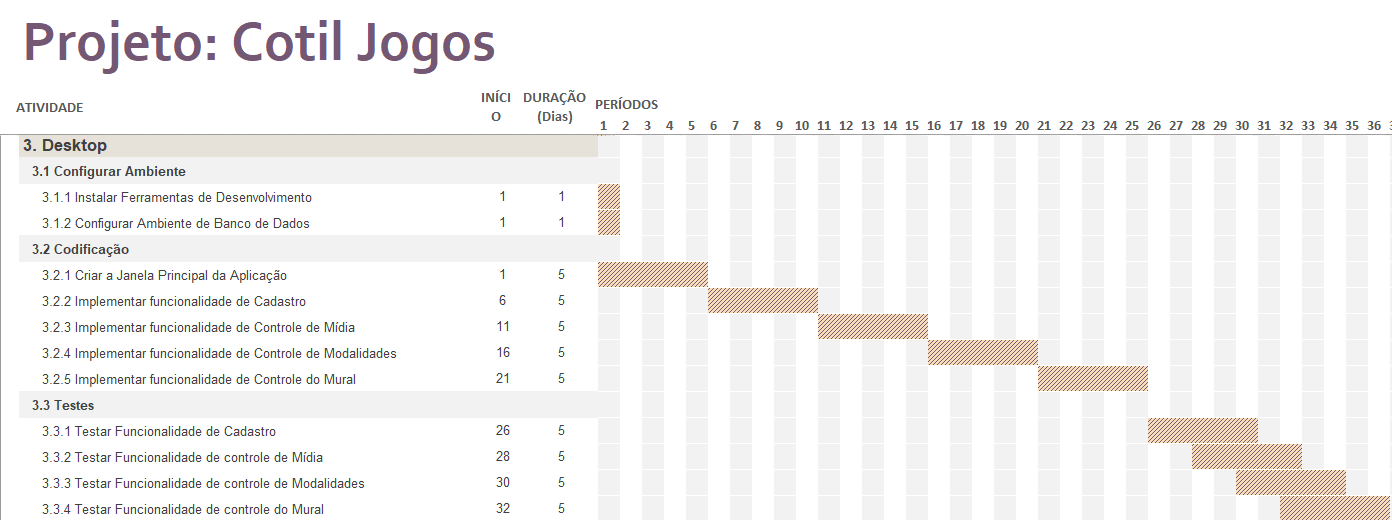 Projeto: Cotil Jogos
ATIVIDADE INÍCIO DURAÇÃO (Dias) PERÍODOS
1 2 3 4 5 6 7 8 9 10 11 12 13 14 15 16 17 18 19 20 21 22 23 24 25 26 27 28 29 30 31 32 33 34 35 36
3. Desktop
3.1 Configurar Ambiente
3.1.1 Instalar Ferramentas de Desenvolvimento 1 1
3.1.2 Configurar Ambiente de Banco de Dados 1 1
3.2 Codificação
3.2.1 Criar a Janela Principal da Aplicação 1 5
3.2.2 Implementar funcionalidade de Cadastro 6 5
3.2.3 Implementar funcionalidade de Controle de Mídia 11 5
3.2.4 Implementar funcionalidade de Controle de Modalidades 16 5
3.2.5 Implementar funcionalidade de Controle do Mural 21 5
3.3 Testes
3.3.1 Testar Funcionalidade de Cadastro 26 5
3.3.2 Testar Funcionalidade de controle de Mídia 28 5
3.3.3 Testar Funcionalidade de controle de Modalidades 30 5
3.3.4 Testar Funcionalidade de controle do Mural 32 5